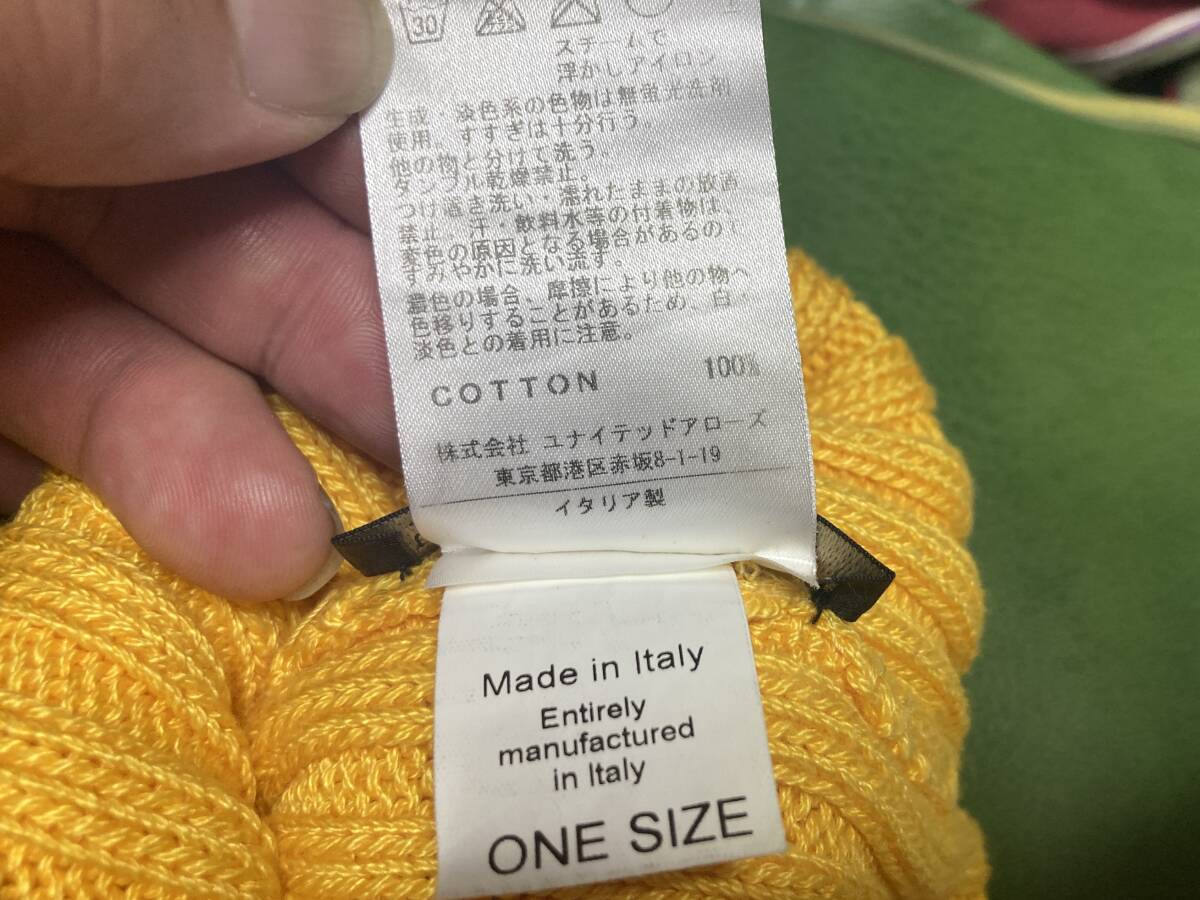 30
スチームで
浮かしアイロン
生成・淡色系の色物は無蛍光洗剤
使用。すすぎは十分行う。
他の物と分けて洗う。
タンブル乾燥禁止。
つけ置き洗い・濡れたままの放置
禁止。汗・飲料水等の付着物は、
変色の原因となる場合があるので
すみやかに洗い流す。
濃色の場合、摩擦により他の物へ
色移りすることがあるため、白・
淡色との着用に注意。
COTTON 100%
株式会社 ユナイテッドアローズ
東京都港区赤坂8-1-19
イタリア製
Made in Italy
Entirely
manufactured
in Italy
ONE SIZE